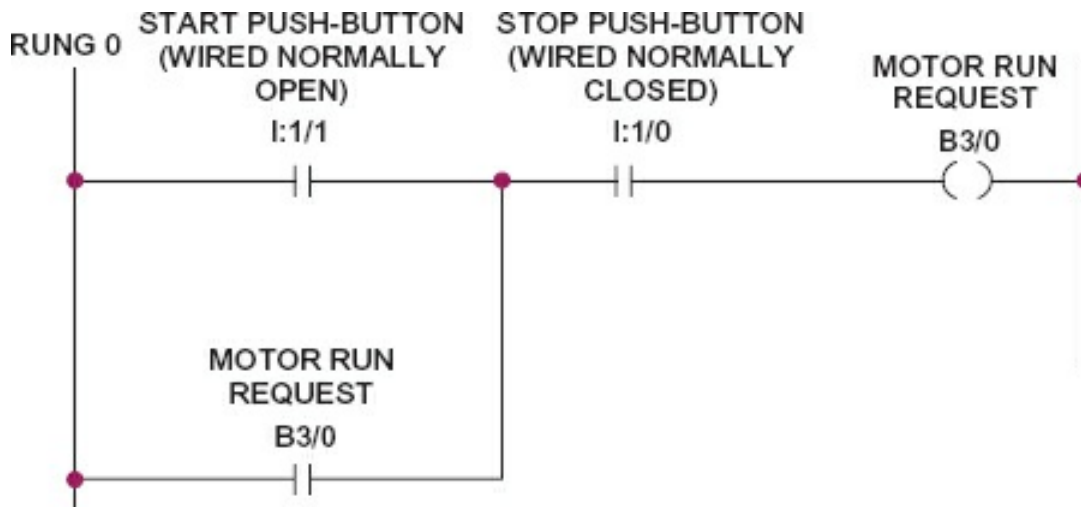 RUNG 0
START PUSH-BUTTON
(WIRED NORMALLY
OPEN)
I:1/1
STOP PUSH-BUTTON
(WIRED NORMALLY
CLOSED)
I:1/0
MOTOR RUN
REQUEST
B3/0
MOTOR RUN
REQUEST
B3/0